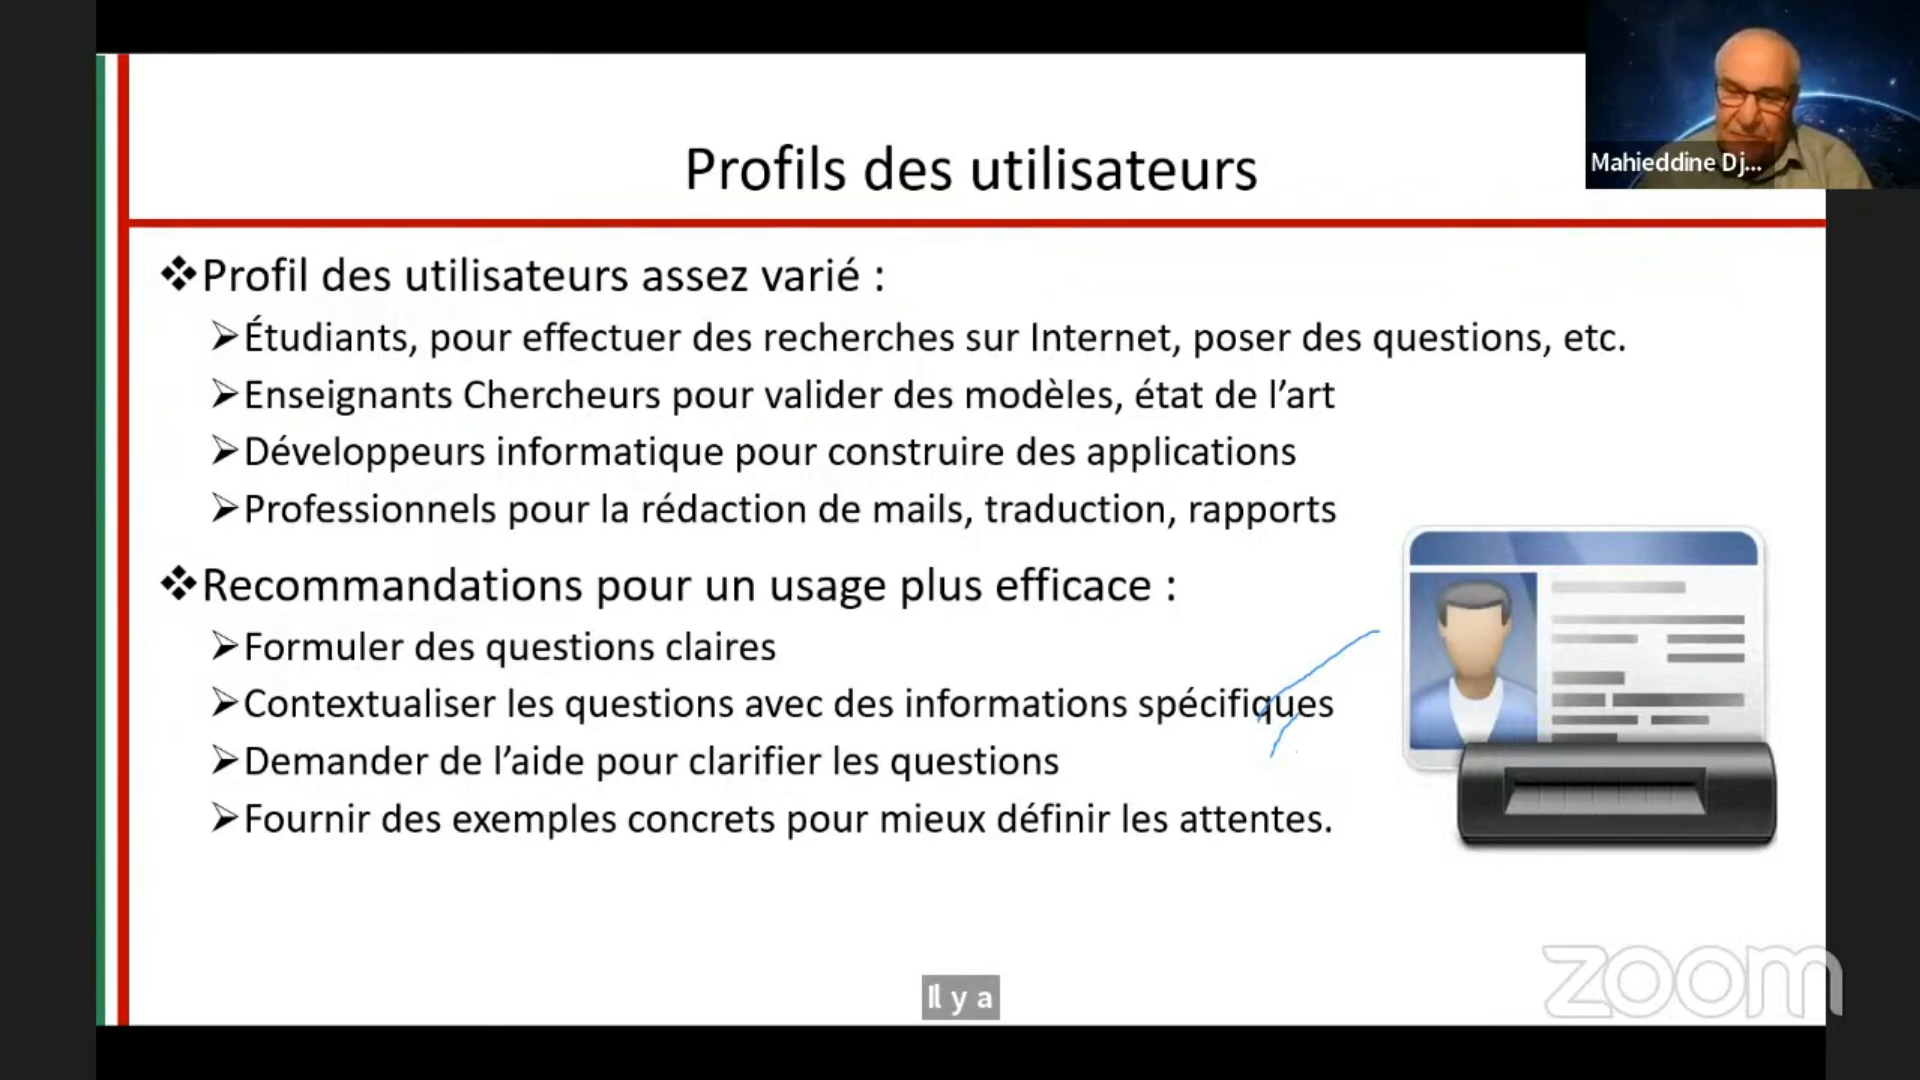 Mahieddine Dj...
Profils des utilisateurs
❖Profil des utilisateurs assez varié :
➢Étudiants, pour effectuer des recherches sur Internet, poser des questions, etc.
➢Enseignants Chercheurs pour valider des modèles, état de l’art
➢Développeurs informatique pour construire des applications
➢Professionnels pour la rédaction de mails, traduction, rapports
❖Recommandations pour un usage plus efficace :
➢Formuler des questions claires
➢Contextualiser les questions avec des informations spécifiques
➢Demander de l’aide pour clarifier les questions
➢Fournir des exemples concrets pour mieux définir les attentes.
Il y a
zoom